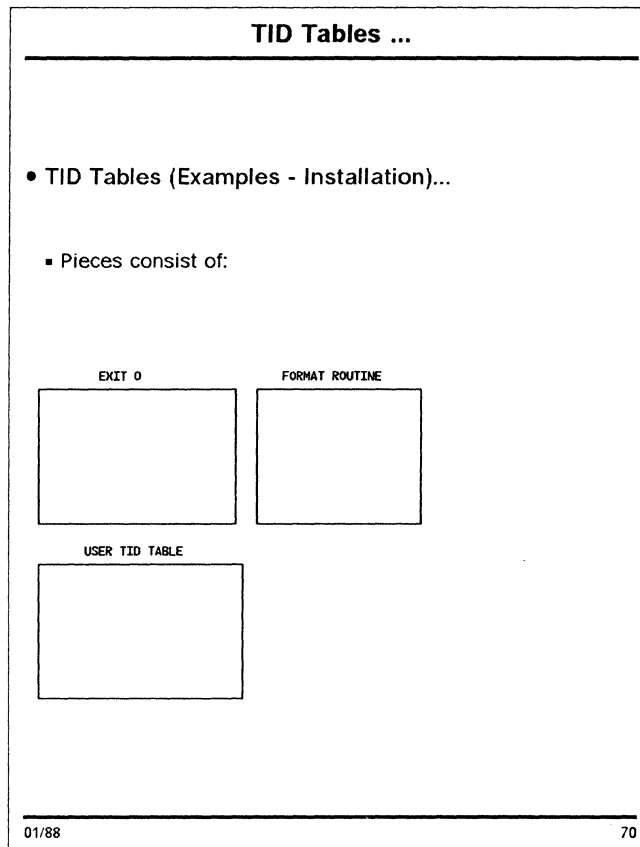 TID Tables ...
• TID Tables (Examples - Installation)...
▪ Pieces consist of:
EXIT 0 FORMAT ROUTINE
USER TID TABLE
01/88 70